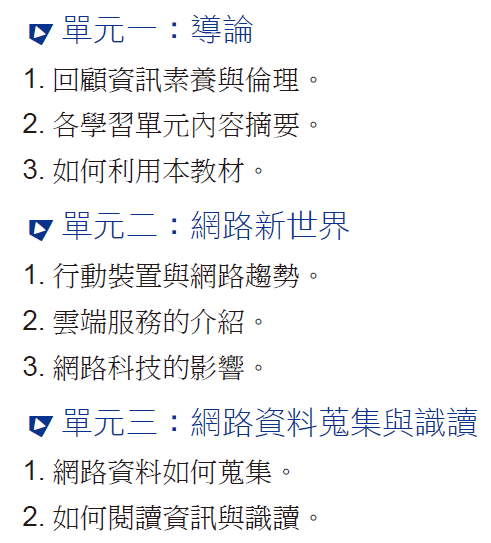 單元一：導論
1. 回顧資訊素養與倫理。
2. 各學習單元內容摘要。
3. 如何利用本教材。
單元二：網路新世界
1. 行動裝置與網路趨勢。
2. 雲端服務的介紹。
3. 網路科技的影響。
單元三：網路資料蒐集與識讀
1. 網路資料如何蒐集。
2. 如何閱讀資訊與識讀。